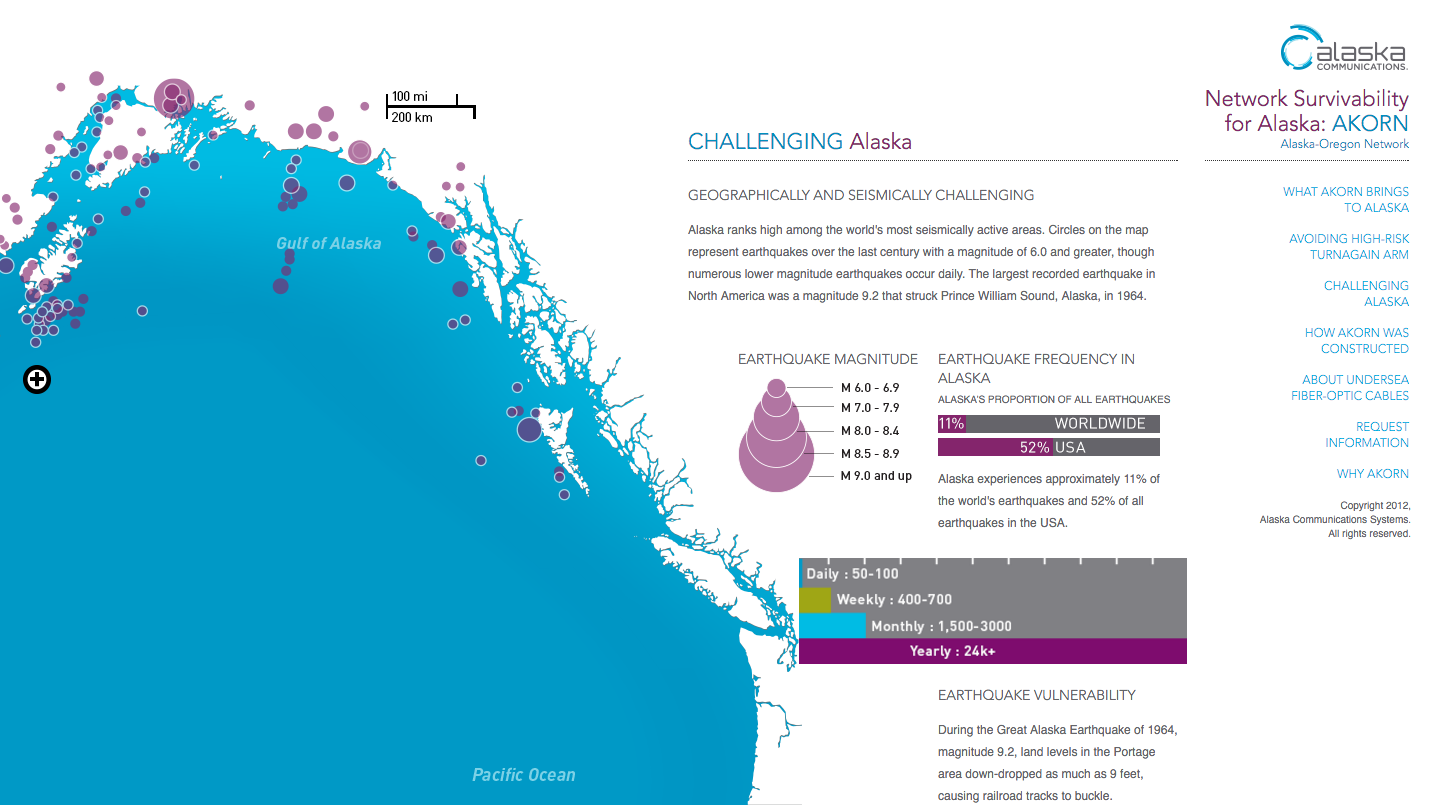 alaska
COMMUNICATIONS.
Network Survivability
for Alaska: AKORN
Alaska-Oregon Network
WHAT AKORN BRINGS
TO ALASKA
AVOIDING HIGH-RISK
TURNAGAIN ARM
CHALLENGING
ALASKA
HOW AKORN WAS
CONSTRUCTED
ABOUT UNDERSEA
FIBER-OPTIC CABLES
REQUEST
INFORMATION
WHY AKORN
Copyright 2012,
Alaska Communications Systems.
All rights reserved.
100 mi
200 km
Gulf of Alaska
Pacific Ocean
CHALLENGING Alaska
GEOGRAPHICALLY AND SEISMICALLY CHALLENGING
Alaska ranks high among the world's most seismically active areas. Circles on the map
represent earthquakes over the last century with a magnitude of 6.0 and greater, though
numerous lower magnitude earthquakes occur daily. The largest recorded earthquake in
North America was a magnitude 9.2 that struck Prince William Sound, Alaska, in 1964.
EARTHQUAKE MAGNITUDE
M 6.0 - 6.9
M 7.0 - 7.9
M 8.0 - 8.4
M 8.5 - 8.9
M 9.0 and up
EARTHQUAKE FREQUENCY IN
ALASKA
ALASKA'S PROPORTION OF ALL EARTHQUAKES
11% WORLDWIDE
52% USA
Alaska experiences approximately 11% of
the world's earthquakes and 52% of all
earthquakes in the USA.
Daily : 50-100
Weekly : 400-700
Monthly : 1,500-3000
Yearly : 24k+
EARTHQUAKE VULNERABILITY
During the Great Alaska Earthquake of 1964,
magnitude 9.2, land levels in the Portage
area down-dropped as much as 9 feet,
causing railroad tracks to buckle.